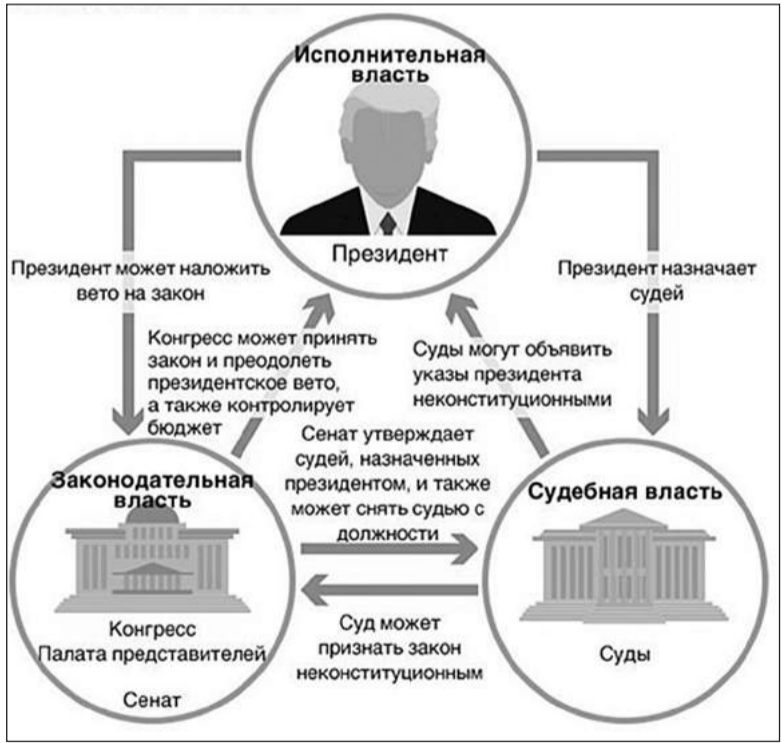 Исполнительная
власть
Президент
Президент может наложить
вето на закон
Президент назначает
судей
Конгресс может принять
закон и преодолеть
президентское вето,
а также контролирует
бюджет
Суды могут объявить
указы президента
неконституционными
Сенат утверждает
судей, назначенных
президентом, и также
может снять судью с
должности
Законодательная
власть
Конгресс
Палата представителей
Сенат
Судебная власть
Суды
Суд может
признать закон
неконституционным